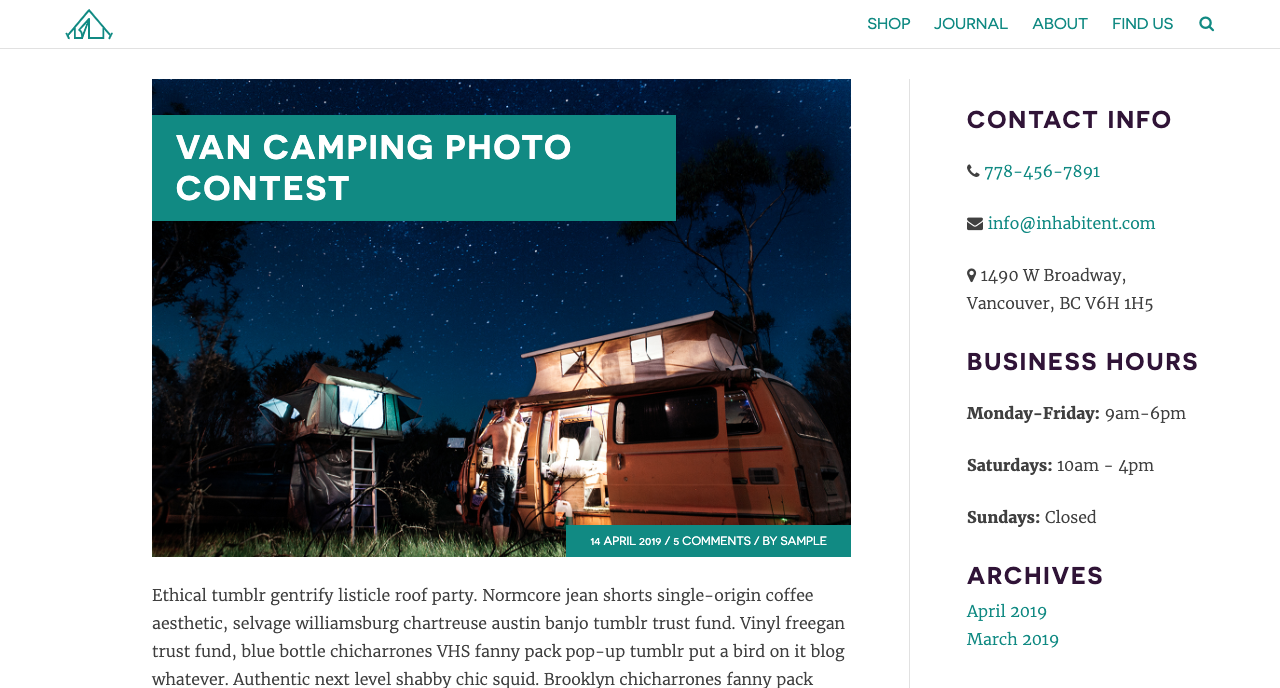 SHOP JOURNAL ABOUT FIND US
VAN CAMPING PHOTO
CONTEST
14 APRIL 2019 / 5 COMMENTS / BY SAMPLE
Ethical tumblr gentrify listicle roof party. Normcore jean shorts single-origin coffee
aesthetic, selvage williamsburg chartreuse austin banjo tumblr trust fund. Vinyl freegan
trust fund, blue bottle chicharrones VHS fanny pack pop-up tumblr put a bird on it blog
whatever. Authentic next level shabby chic squid. Brooklyn chicharrones fanny pack
CONTACT INFO
778-456-7891
info@inhabitent.com
1490 W Broadway,
Vancouver, BC V6H 1H5
BUSINESS HOURS
Monday-Friday: 9am-6pm
Saturdays: 10am - 4pm
Sundays: Closed
ARCHIVES
April 2019
March 2019